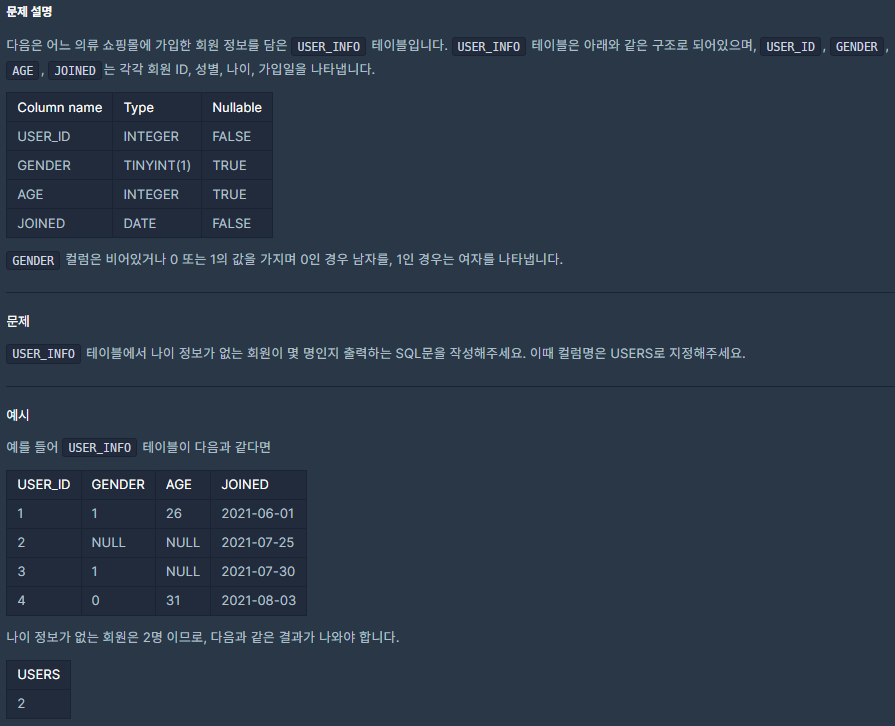 문제 설명
다음은 어느 의류 쇼핑몰에 가입한 회원 정보를 담은 USER_INFO 테이블입니다. USER_INFO 테이블은 아래와 같은 구조로 되어있으며, USER_ID, GENDER,
AGE, JOINED는 각각 회원 ID, 성별, 나이, 가입일을 나타냅니다.
Column name Type Nullable
USER_ID INTEGER FALSE
GENDER TINYINT(1) TRUE
AGE INTEGER TRUE
JOINED DATE FALSE
GENDER 컬럼은 비어있거나 0 또는 1의 값을 가지며 0인 경우 남자를, 1인 경우는 여자를 나타냅니다.
문제
USER_INFO 테이블에서 나이 정보가 없는 회원이 몇 명인지 출력하는 SQL문을 작성해주세요. 이때 컬럼명은 USERS로 지정해주세요.
예시
예를 들어 USER_INFO 테이블이 다음과 같다면
USER_ID GENDER AGE JOINED
1 1 26 2021-06-01
2 NULL NULL 2021-07-25
3 1 NULL 2021-07-30
4 0 31 2021-08-03
나이 정보가 없는 회원은 2명 이므로, 다음과 같은 결과가 나와야 합니다.
USERS
2